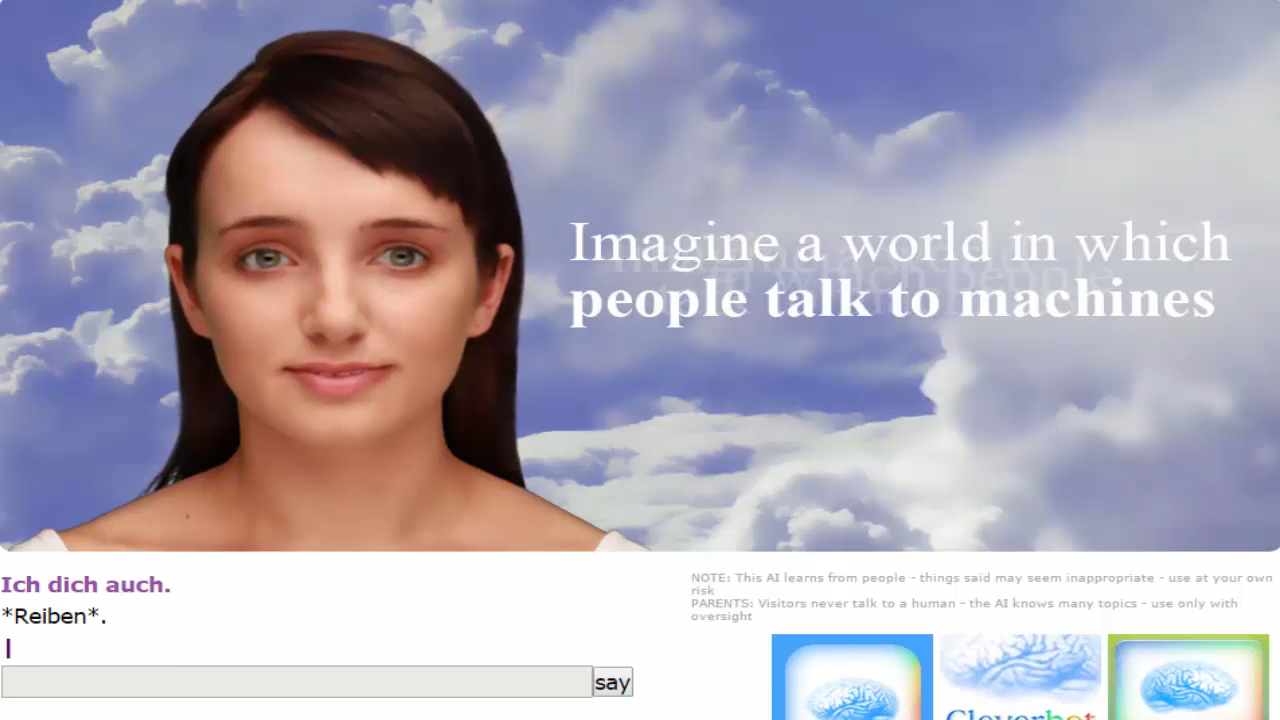 Imagine a world in which
people talk to machines
Ich dich auch.
*Reiben*.
say
NOTE: This AI learns from people - things said may seem inappropriate - use at your own
risk
PARENTS: Visitors never talk to a human - the AI knows many topics - use only with
oversight
Cleverbot